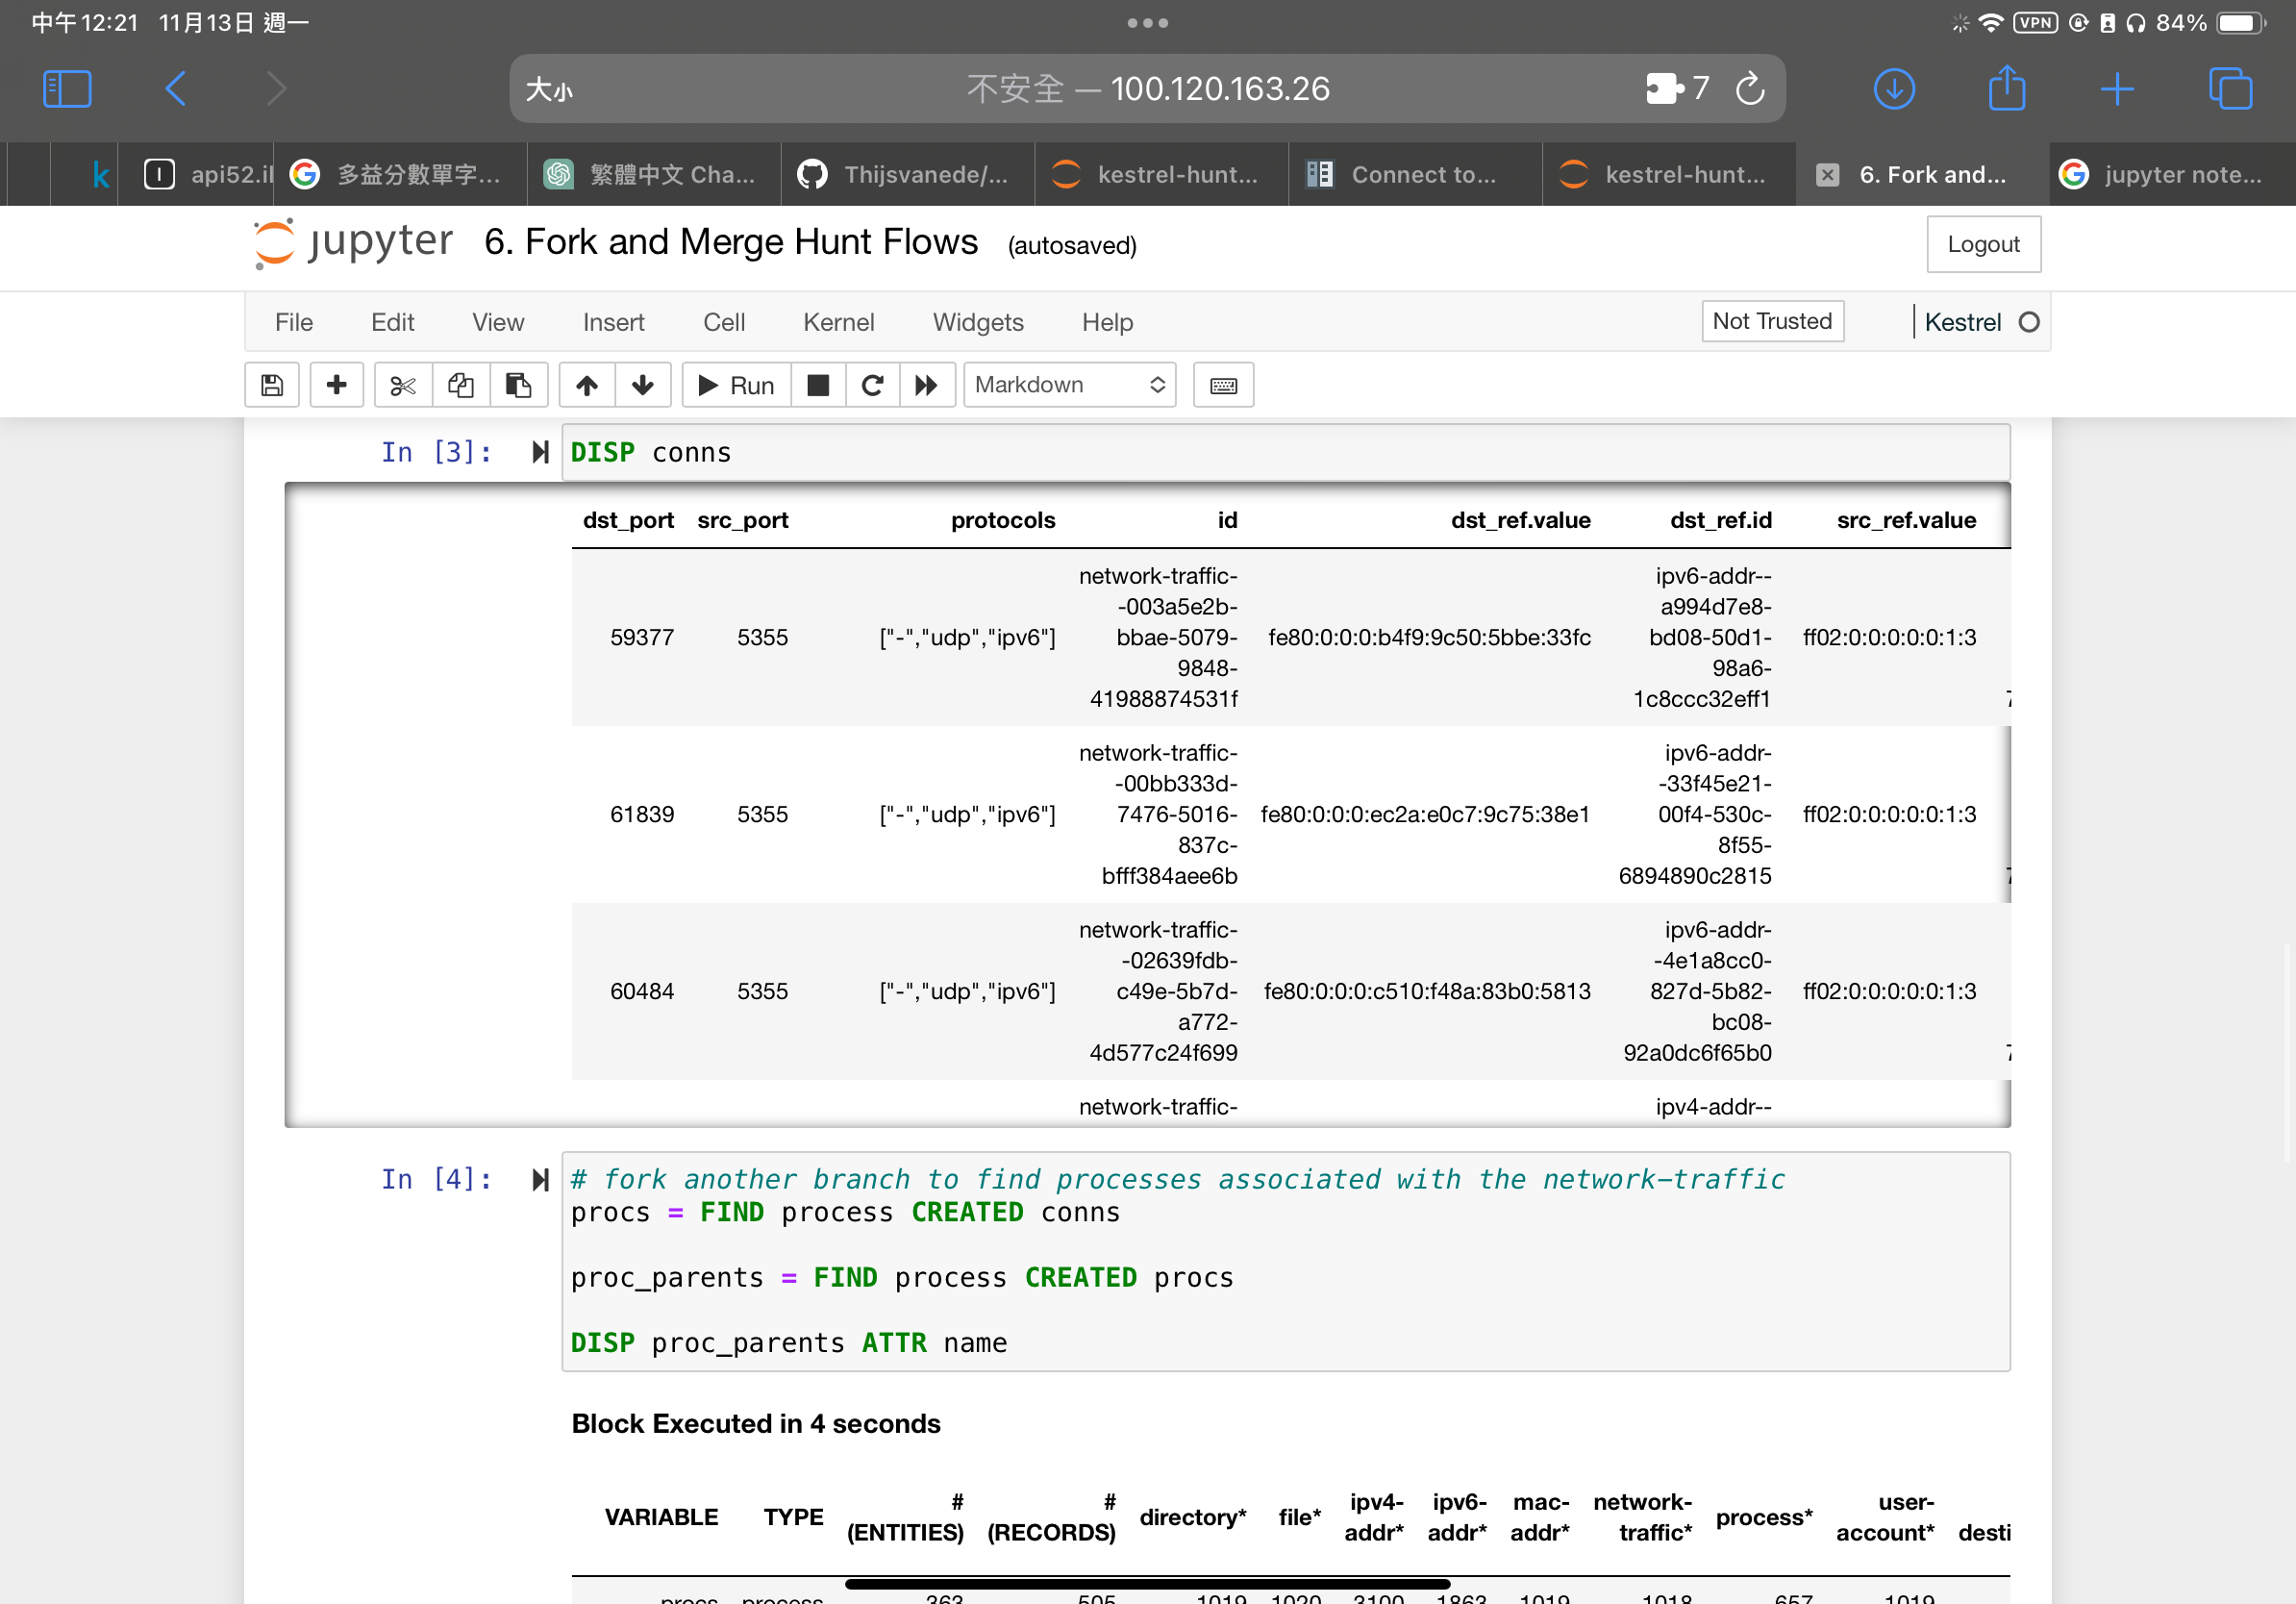 中午12:21 11月13日 週一
VPN 84%
大小 不安全 — 100.120.163.26 7
k api52.il 多益分數單字... 繁體中文 Cha... Thijsvanede/... kestrel-hunt... Connect to... kestrel-hunt... 6. Fork and... jupyter note...
jupyter 6. Fork and Merge Hunt Flows (autosaved) Logout
File Edit View Insert Cell Kernel Widgets Help Not Trusted Kestrel
Run Markdown
In [3]: DISP conns
dst_port src_port protocols id dst_ref.value dst_ref.id src_ref.value
network-traffic- ipv6-addr--
-003a5e2b- a994d7e8-
59377 5355 ["-","udp","ipv6"] bbae-5079- fe80:0:0:0:b4f9:9c50:5bbe:33fc bd08-50d1- ff02:0:0:0:0:0:1:3
9848- 98a6-
41988874531f 1c8ccc32eff1
network-traffic- ipv6-addr-
-00bb333d- -33f45e21-
61839 5355 ["-","udp","ipv6"] 7476-5016- fe80:0:0:0:ec2a:e0c7:9c75:38e1 00f4-530c- ff02:0:0:0:0:0:1:3
837c- 8f55-
bfff384aee6b 6894890c2815
network-traffic- ipv6-addr-
-02639fdb- -4e1a8cc0-
60484 5355 ["-","udp","ipv6"] c49e-5b7d- fe80:0:0:0:c510:f48a:83b0:5813 827d-5b82- ff02:0:0:0:0:0:1:3
a772- bc08-
4d577c24f699 92a0dc6f65b0
network-traffic- ipv4-addr--
In [4]: # fork another branch to find processes associated with the network-traffic
procs = FIND process CREATED conns
proc_parents = FIND process CREATED procs
DISP proc_parents ATTR name
Block Executed in 4 seconds
# # ipv4- ipv6- mac- network- user-
VARIABLE TYPE (ENTITIES) (RECORDS) directory* file* addr* addr* addr* traffic* process* account* desti
procs process 363 505 1019 1020 3100 1863 1019 1018 657 1019